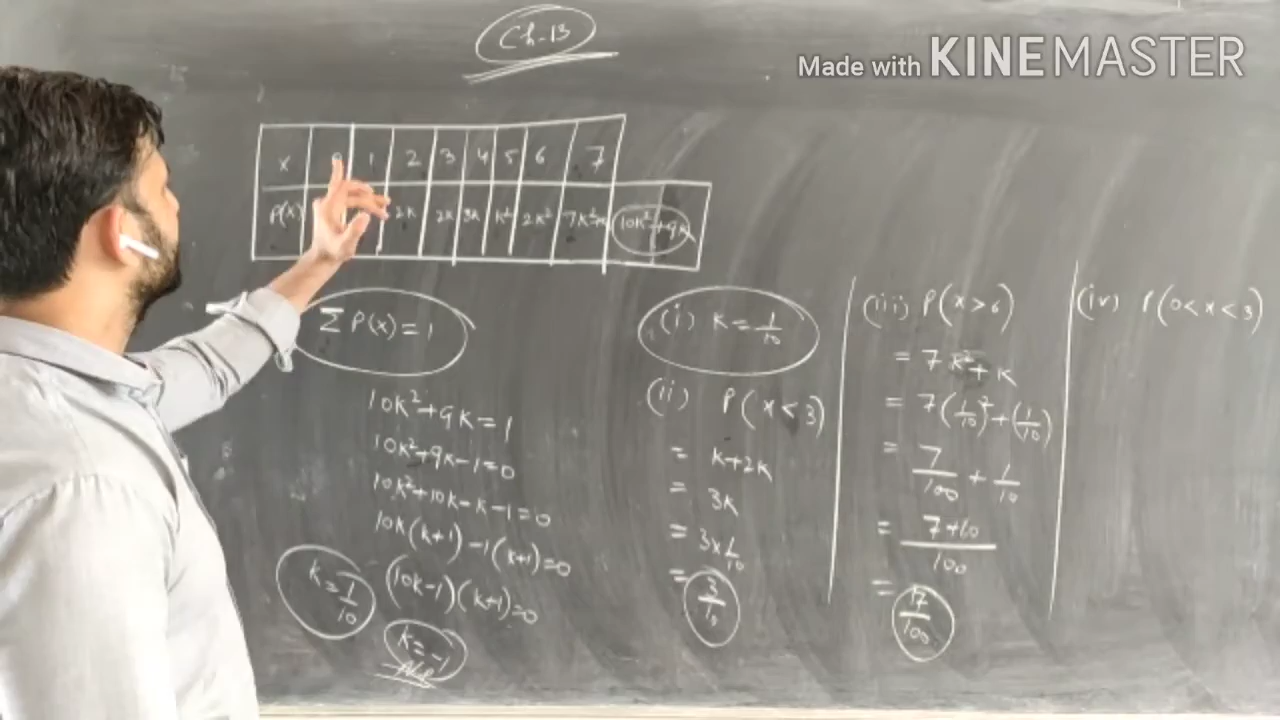 Ch-13
Made with KINEMASTER
X 1 2 3 4 5 6 7
P(X) 2K 2K 3K K² 2K² 7K²+K 10K²+9K
Σ P(X) = 1
10K²+9K=1
10K²+9K-1=0
10K²+10K-K-1=0
10K(K+1)-1(K+1)=0
(10K-1)(K+1)=0
K=1/10
K=-1
(i) K=1/10
(ii) P(X<3)
= K+2K
= 3K
= 3×1/10
= 3/10
(iii) P(X>6)
= 7K²+K
= 7(1/10)²+(1/10)
= 7/100 + 1/10
= 7+10/100
= 17/100
(iv) P(0<X<3)